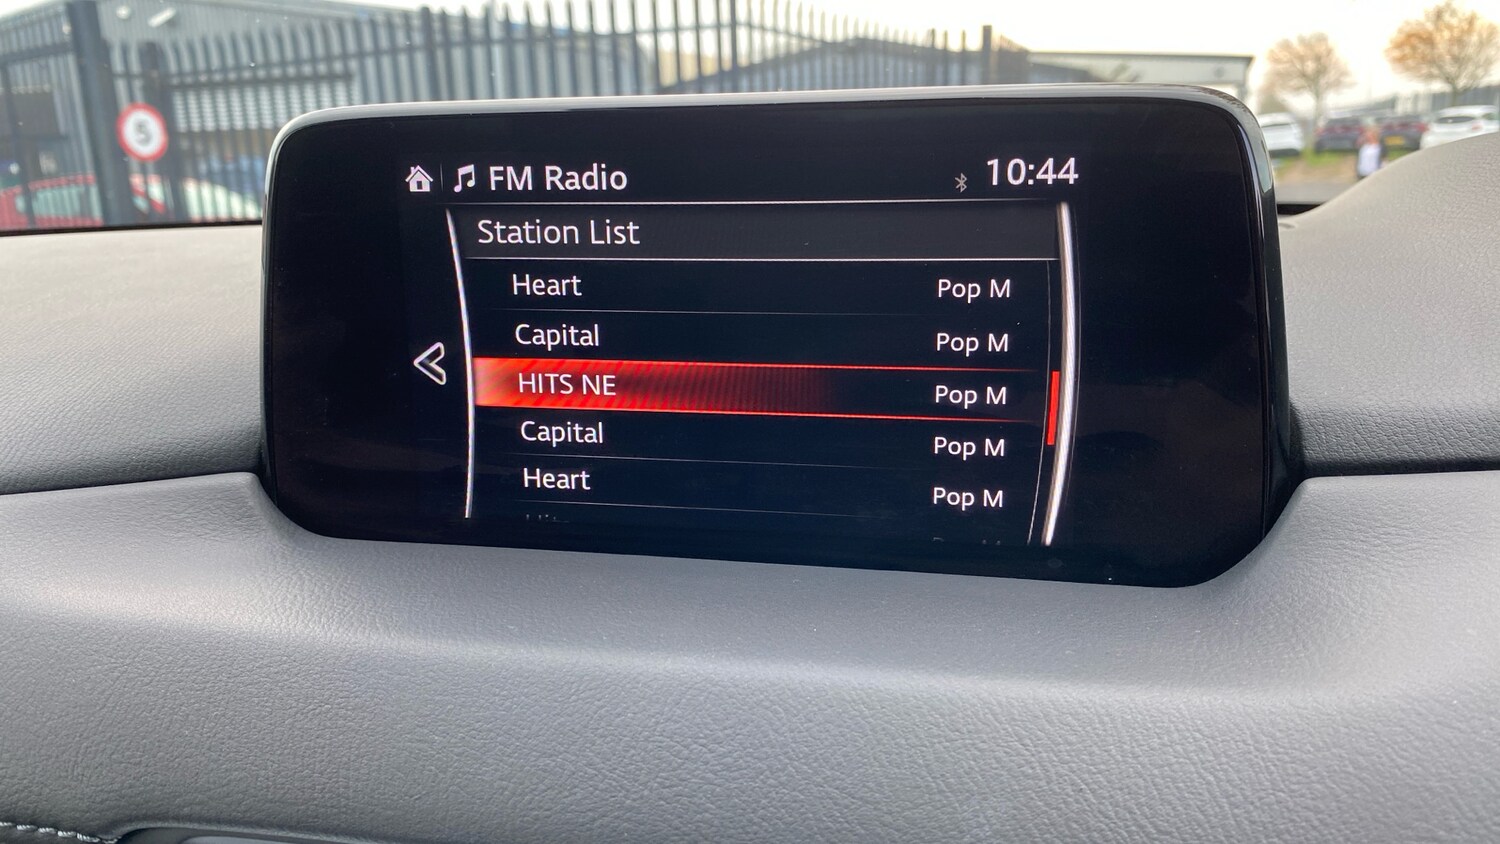 5
FM Radio 10:44
Station List
Heart Pop M
Capital Pop M
HITS NE Pop M
Capital Pop M
Heart Pop M